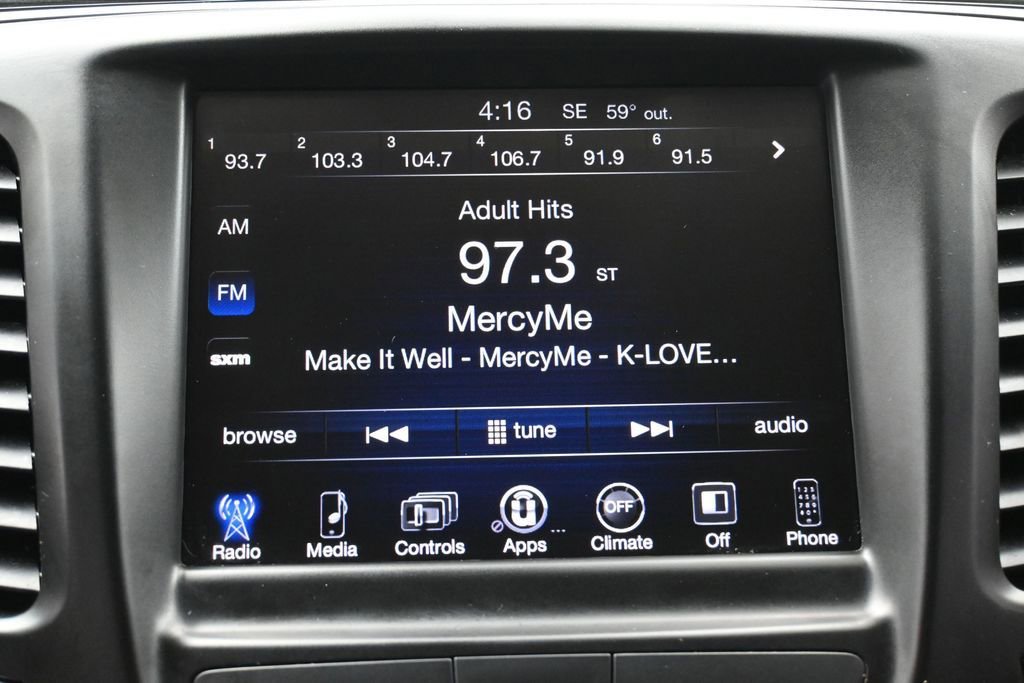 4:16 SE 59° out.
1 93.7 2 103.3 3 104.7 4 106.7 5 91.9 6 91.5
AM
Adult Hits
97.3 ST
FM
MercyMe
sxm
Make It Well - MercyMe - K-LOVE...
browse tune audio
OFF
Radio Media Controls Apps Climate Off Phone